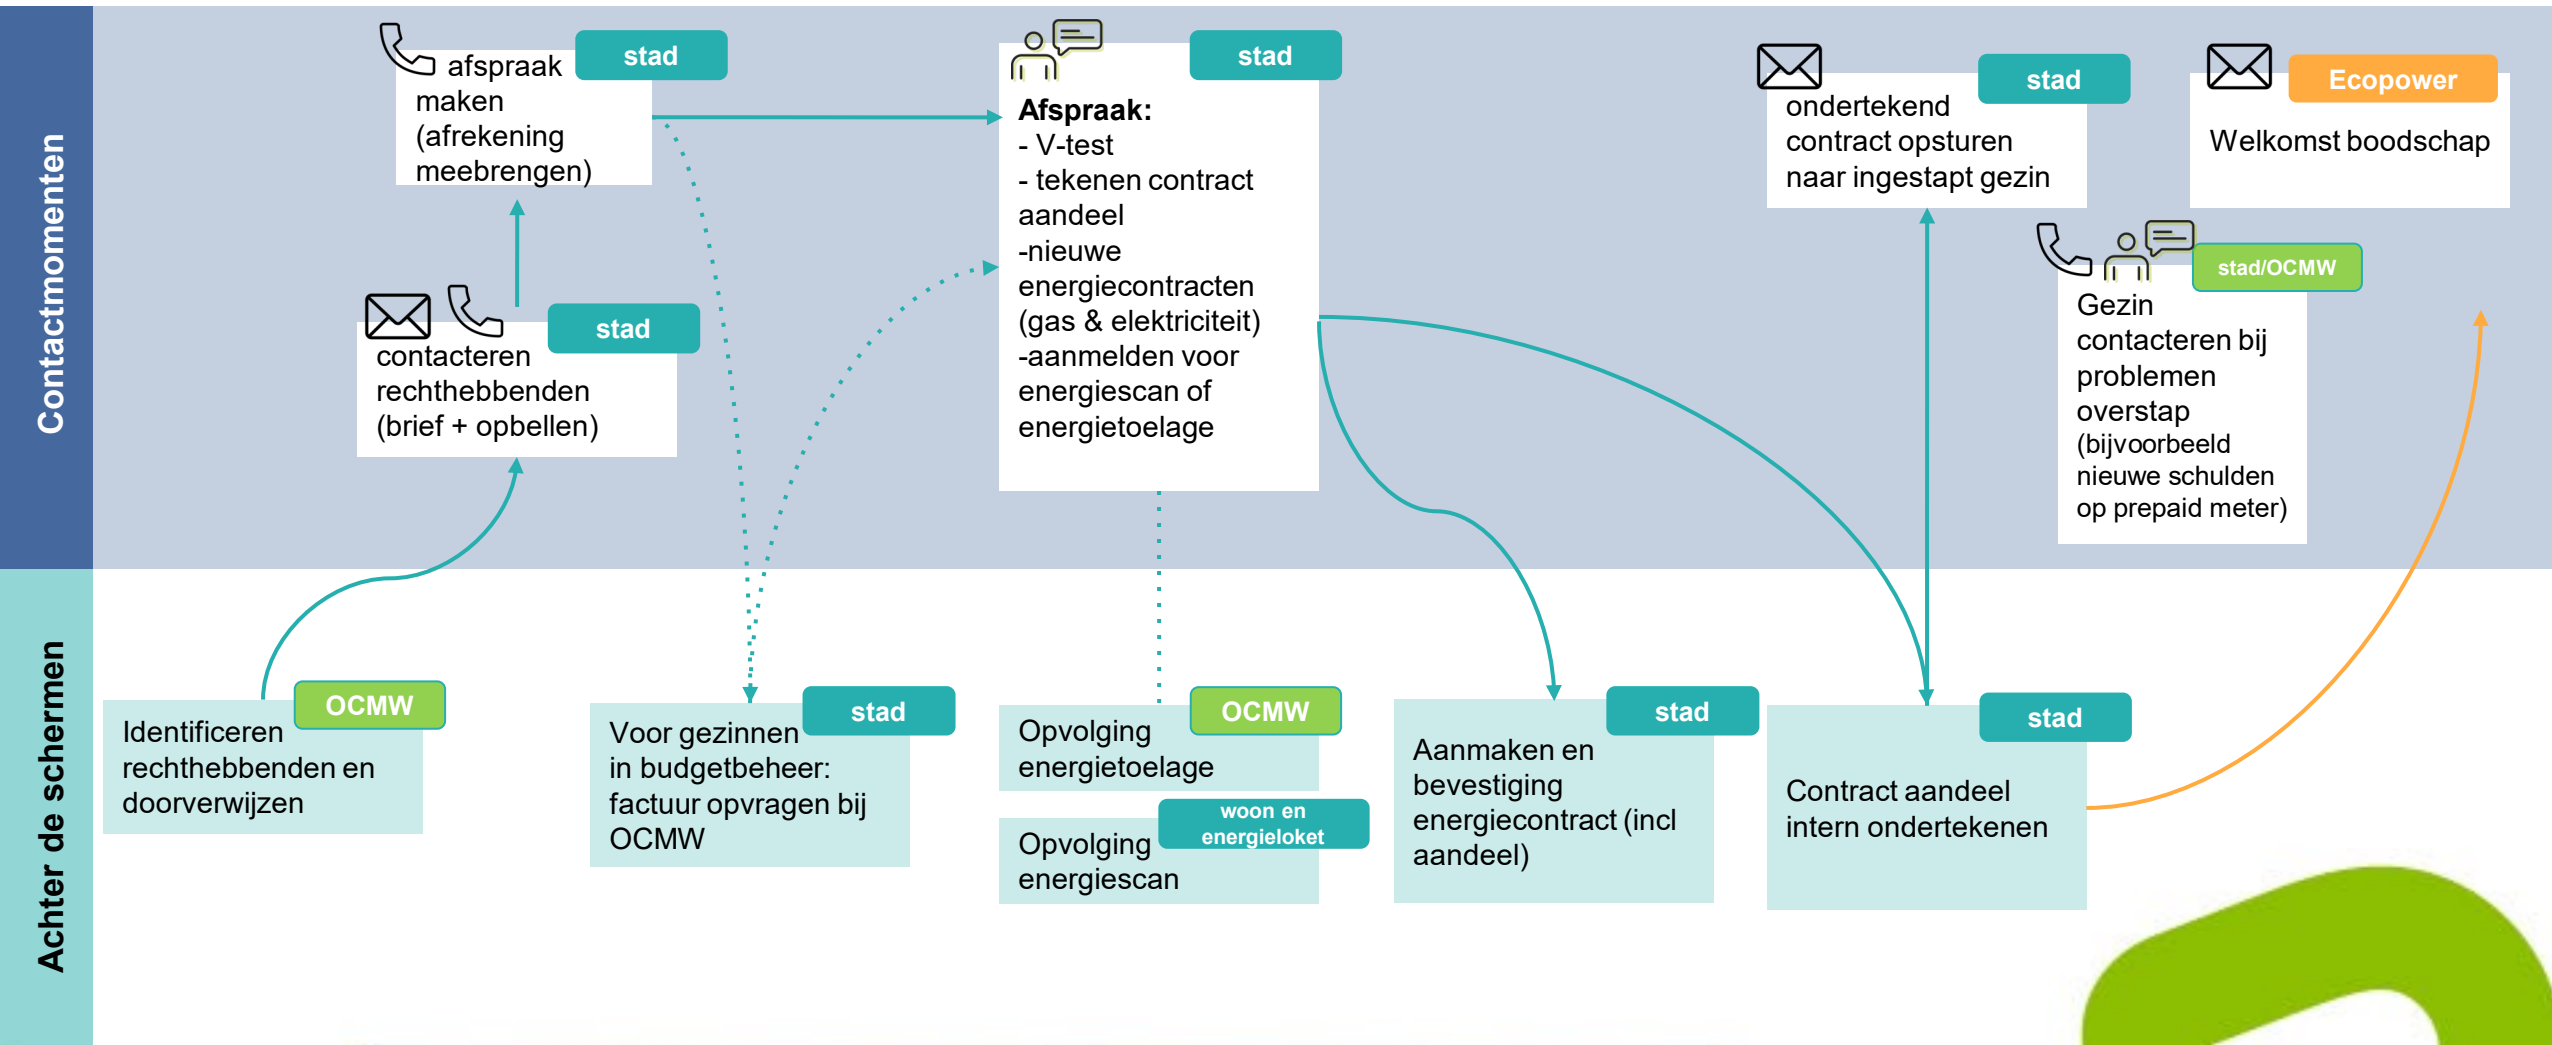 Contactmomenten
stad
afspraak
maken
(afrekening
meebrengen)
stad
contacteren
rechthebbenden
(brief + opbellen)
stad
Afspraak:
- V-test
- tekenen contract
aandeel
-nieuwe
energiecontracten
(gas & elektriciteit)
-aanmelden voor
energiescan of
energietoelage
stad
ondertekend
contract opsturen
naar ingestapt gezin
Ecopower
Welkomst boodschap
stad/OCMW
Gezin
contacteren bij
problemen
overstap
(bijvoorbeeld
nieuwe schulden
op prepaid meter)
Achter de schermen
OCMW
Identificeren
rechthebbenden en
doorverwijzen
stad
Voor gezinnen
in budgetbeheer:
factuur opvragen bij
OCMW
OCMW
Opvolging
energietoelage
woon en
energieloket
Opvolging
energiescan
stad
Aanmaken en
bevestiging
energiecontract (incl
aandeel)
stad
Contract aandeel
intern ondertekenen